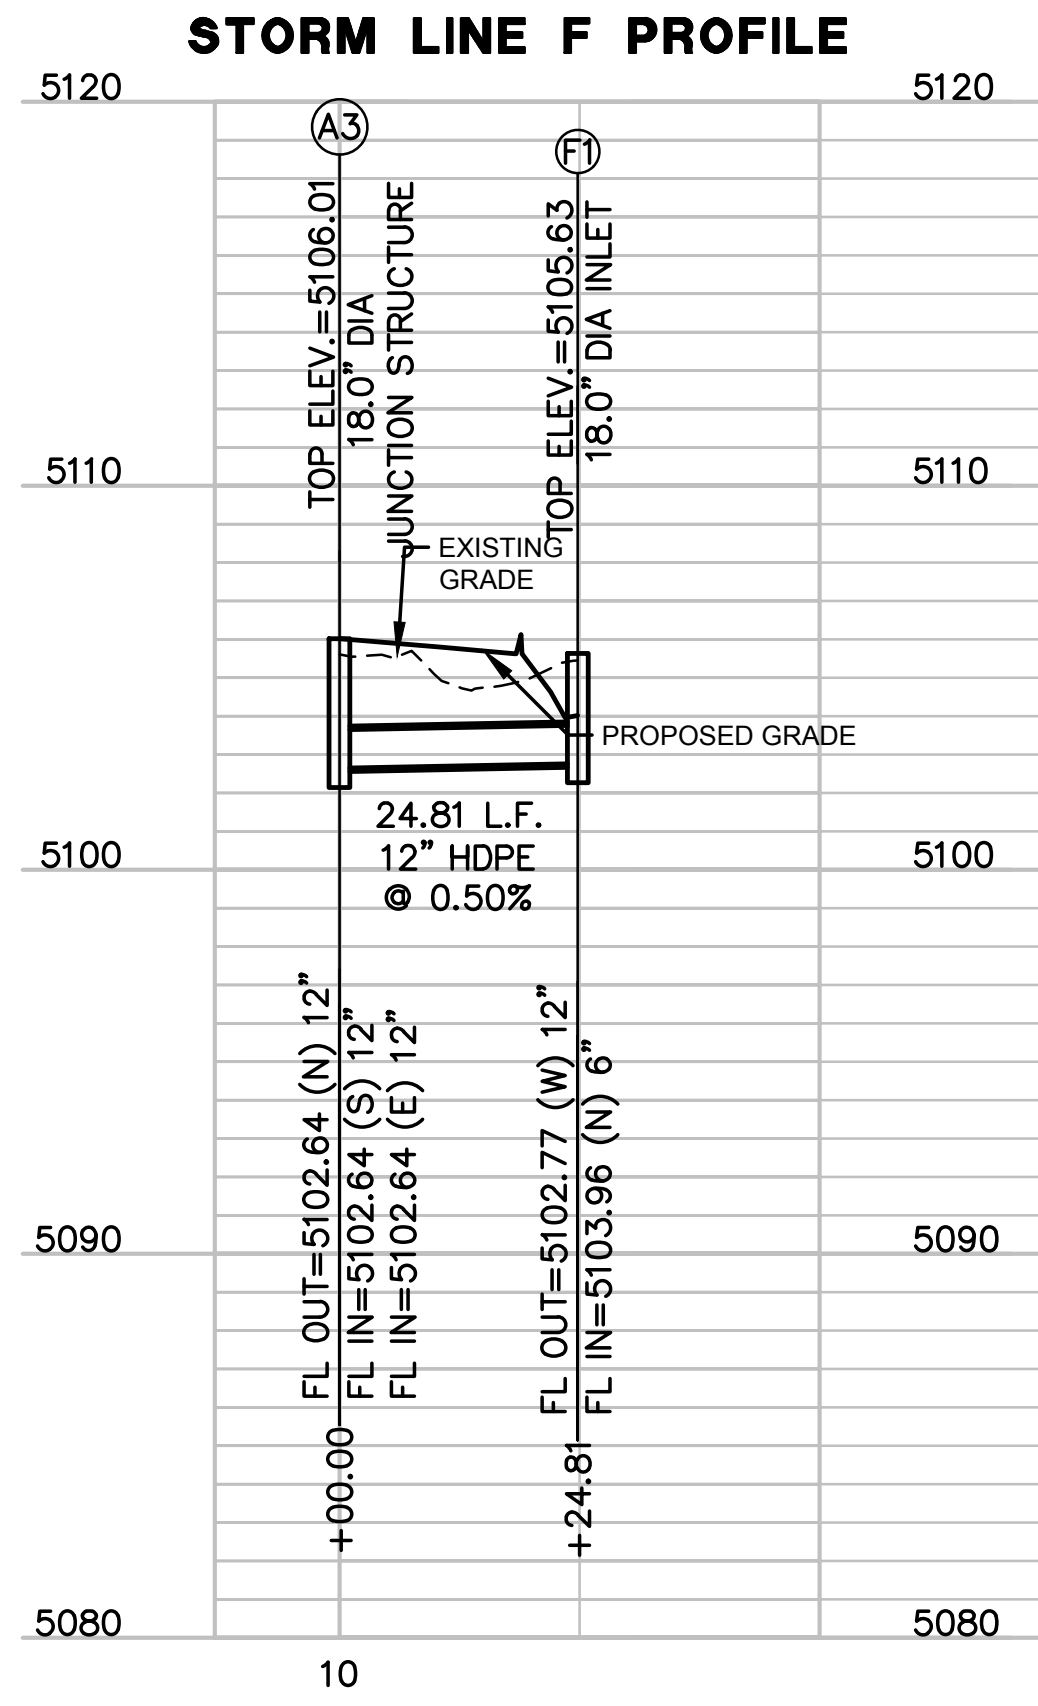 STORM LINE F PROFILE
5120
5120
A3
F1
TOP ELEV.=5106.01
18.0” DIA
JUNCTION STRUCTURE
TOP ELEV.=5105.63
18.0” DIA INLET
5110
5110
EXISTING
GRADE
PROPOSED GRADE
24.81 L.F.
12” HDPE
@ 0.50%
5100
5100
FL OUT=5102.64 (N) 12”
FL IN=5102.64 (S) 12”
FL IN=5102.64 (E) 12”
FL OUT=5102.77 (W) 12”
FL IN=5103.96 (N) 6”
5090
5090
+00.00
+24.81
5080
5080
10